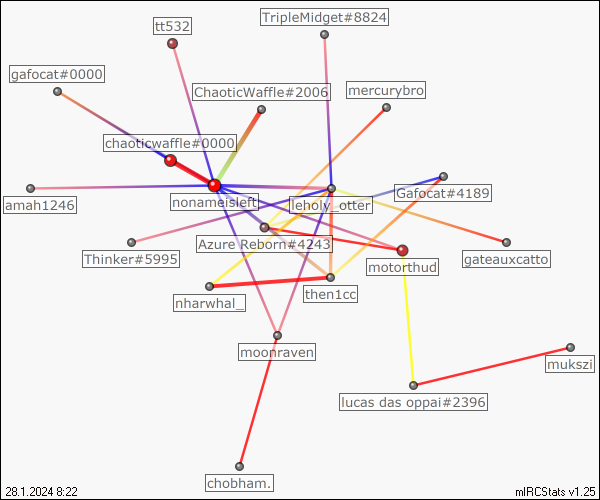 TripleMidget#8824
tt532
gafocat#0000
ChaoticWaffle#2006
mercurybro
chaoticwaffle#0000
amah1246
nonameisleft
leholy_otter
Gafocat#4189
Thinker#5995
Azure Reborn#4243
gateauxcatto
motorthud
nharwhal_
then1cc
moonraven
mukszi
lucas das oppai#2396
chobham.
28.1.2024 8:22
mIRCStats v1.25